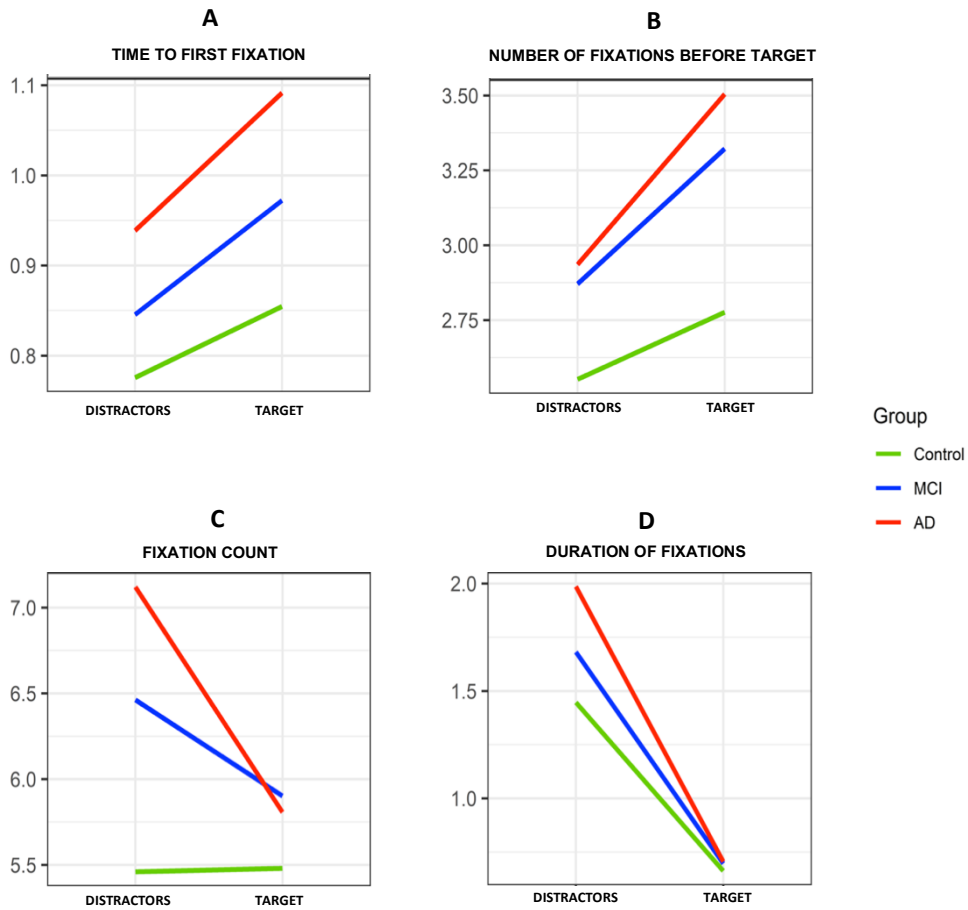 A
TIME TO FIRST FIXATION
1.1
1.0
0.9
0.8
DISTRACTORS TARGET
B
NUMBER OF FIXATIONS BEFORE TARGET
3.50
3.25
3.00
2.75
DISTRACTORS TARGET
Group
Control
MCI
AD
C
FIXATION COUNT
7.0
6.5
6.0
5.5
DISTRACTORS TARGET
D
DURATION OF FIXATIONS
2.0
1.5
1.0
DISTRACTORS TARGET